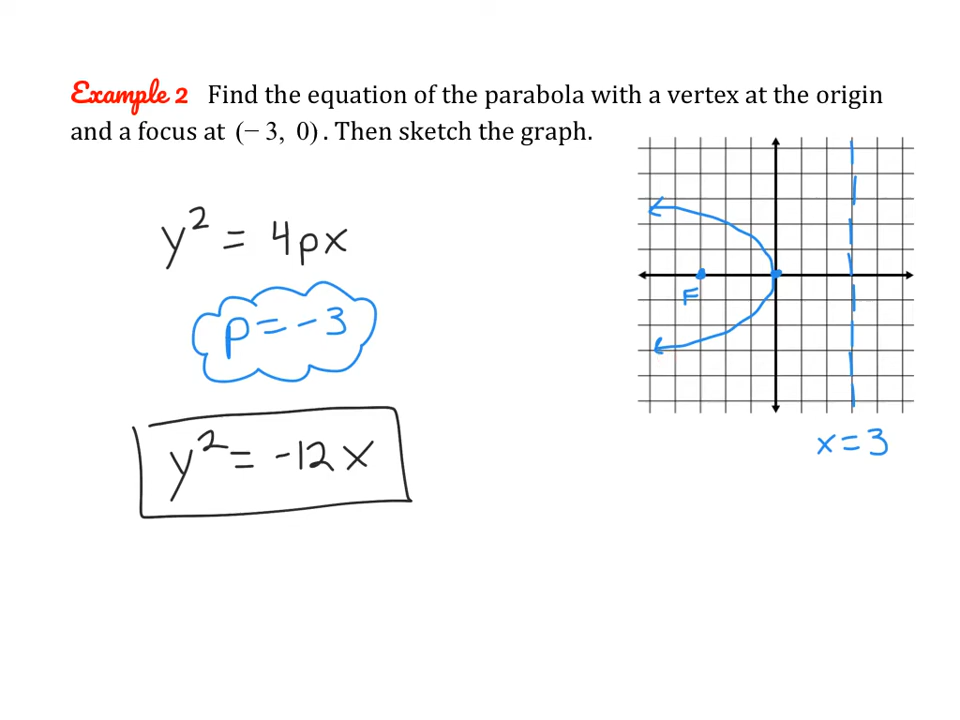 Example 2 Find the equation of the parabola with a vertex at the origin
and a focus at (− 3, 0). Then sketch the graph.
y² = 4px
p = -3
y² = -12x
F
x = 3